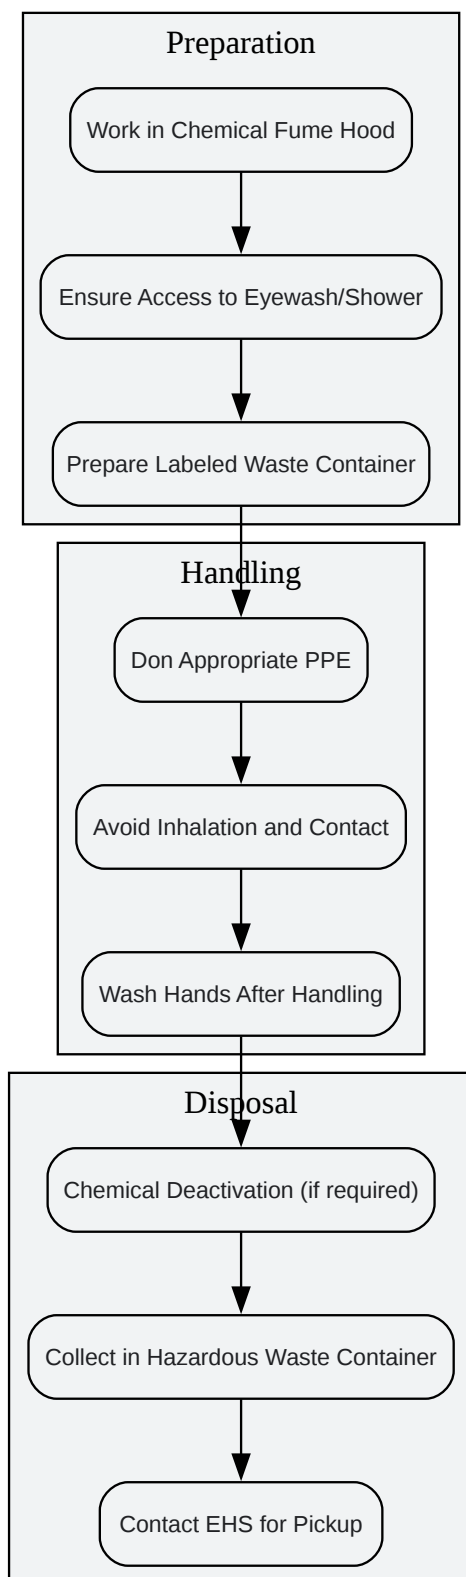 Preparation
Work in Chemical Fume Hood
Ensure Access to Eyewash/Shower
Prepare Labeled Waste Container
Handling
Don Appropriate PPE
Avoid Inhalation and Contact
Wash Hands After Handling
Disposal
Chemical Deactivation (if required)
Collect in Hazardous Waste Container
Contact EHS for Pickup